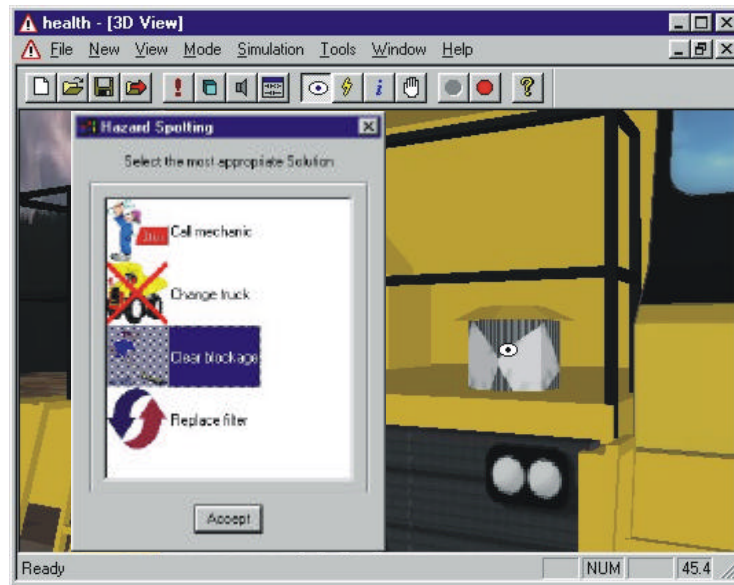 health - [3D View]
File New View Mode Simulation Tools Window Help
Hazard Spotting
Select the most appropriate Solution
Call mechanic
Change truck
Clear blockage
Replace filter
Accept
Ready NUM 45.4